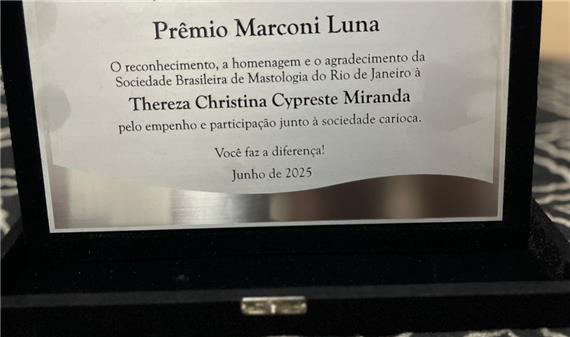 Prêmio Marconi Luna
O reconhecimento, a homenagem e o agradecimento da
Sociedade Brasileira de Mastologia do Rio de Janeiro à
Thereza Christina Cypreste Miranda
pelo empenho e participação junto à sociedade carioca.
Você faz a diferença!
Junho de 2025